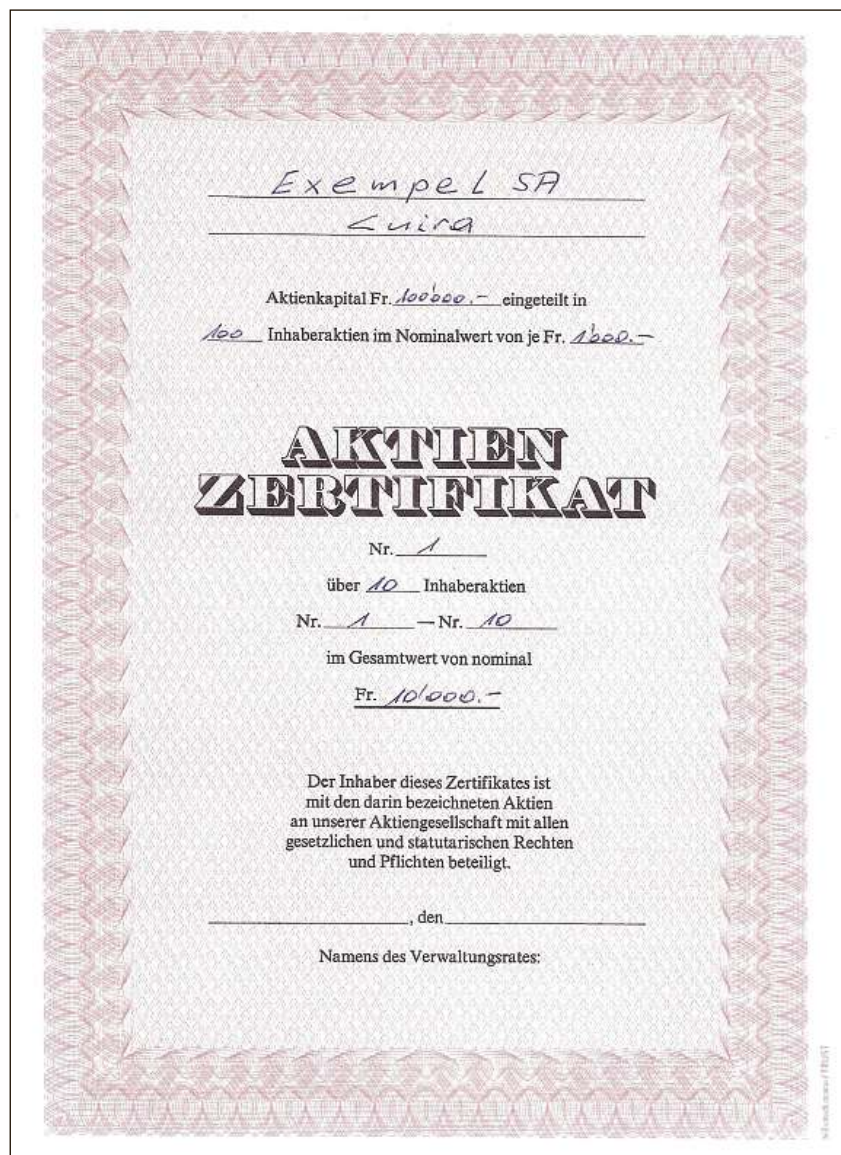 Exempel SA
Cuira
Aktienkapital Fr. 100'000.- eingeteilt in
100 Inhaberaktien im Nominalwert von je Fr. 1'000.-
AKTIEN
ZERTIFIKAT
Nr. 1
über 10 Inhaberaktien
Nr. 1 — Nr. 10
im Gesamtwert von nominal
Fr. 10'000.-
Der Inhaber dieses Zertifikates ist
mit den darin bezeichneten Aktien
an unserer Aktiengesellschaft mit allen
gesetzlichen und statutarischen Rechten
und Pflichten beteiligt.
, den
Namens des Verwaltungsrates: